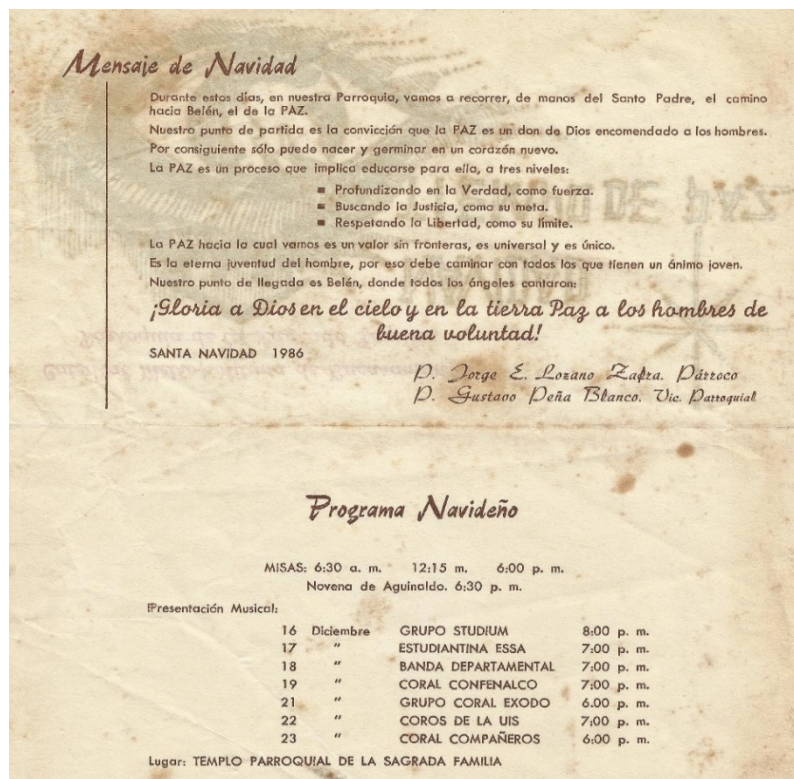 Mensaje de Navidad
Durante estos días, en nuestra Parroquia, vamos a recorrer, de manos del Santo Padre, el camino
hacia Belén, el de la PAZ.
Nuestro punto de partida es la convicción que la PAZ es un don de Dios encomendado a los hombres.
Por consiguiente sólo puede nacer y germinar en un corazón nuevo.
La PAZ es un proceso que implica educarse para ella, a tres niveles:
■ Profundizando en la Verdad, como fuerza.
■ Buscando la Justicia, como su meta.
■ Respetando la Libertad, como su límite.
La PAZ hacia la cual vamos es un valor sin fronteras, es universal y es único.
Es la eterna juventud del hombre, por eso debe caminar con todos los que tienen un ánimo joven.
Nuestro punto de llegada es Belén, donde todos los ángeles cantaron:
¡Gloria a Dios en el cielo y en la tierra Paz a los hombres de
buena voluntad!
SANTA NAVIDAD 1986
P. Jorge E. Lozano Zafra. Párroco
P. Gustavo Peña Blanco. Vic. Parroquial
Programa Navideño
MISAS: 6:30 a. m. 12:15 m. 6:00 p. m.
Novena de Aguinaldo. 6:30 p. m.
Presentación Musical:
16 Diciembre GRUPO STUDIUM 8:00 p. m.
17 " ESTUDIANTINA ESSA 7:00 p. m.
18 " BANDA DEPARTAMENTAL 7:00 p. m.
19 " CORAL CONFENALCO 7:00 p. m.
21 " GRUPO CORAL EXODO 6.00 p. m.
22 " COROS DE LA UIS 7:00 p. m.
23 " CORAL COMPAÑEROS 6:00 p. m.
Lugar: TEMPLO PARROQUIAL DE LA SAGRADA FAMILIA